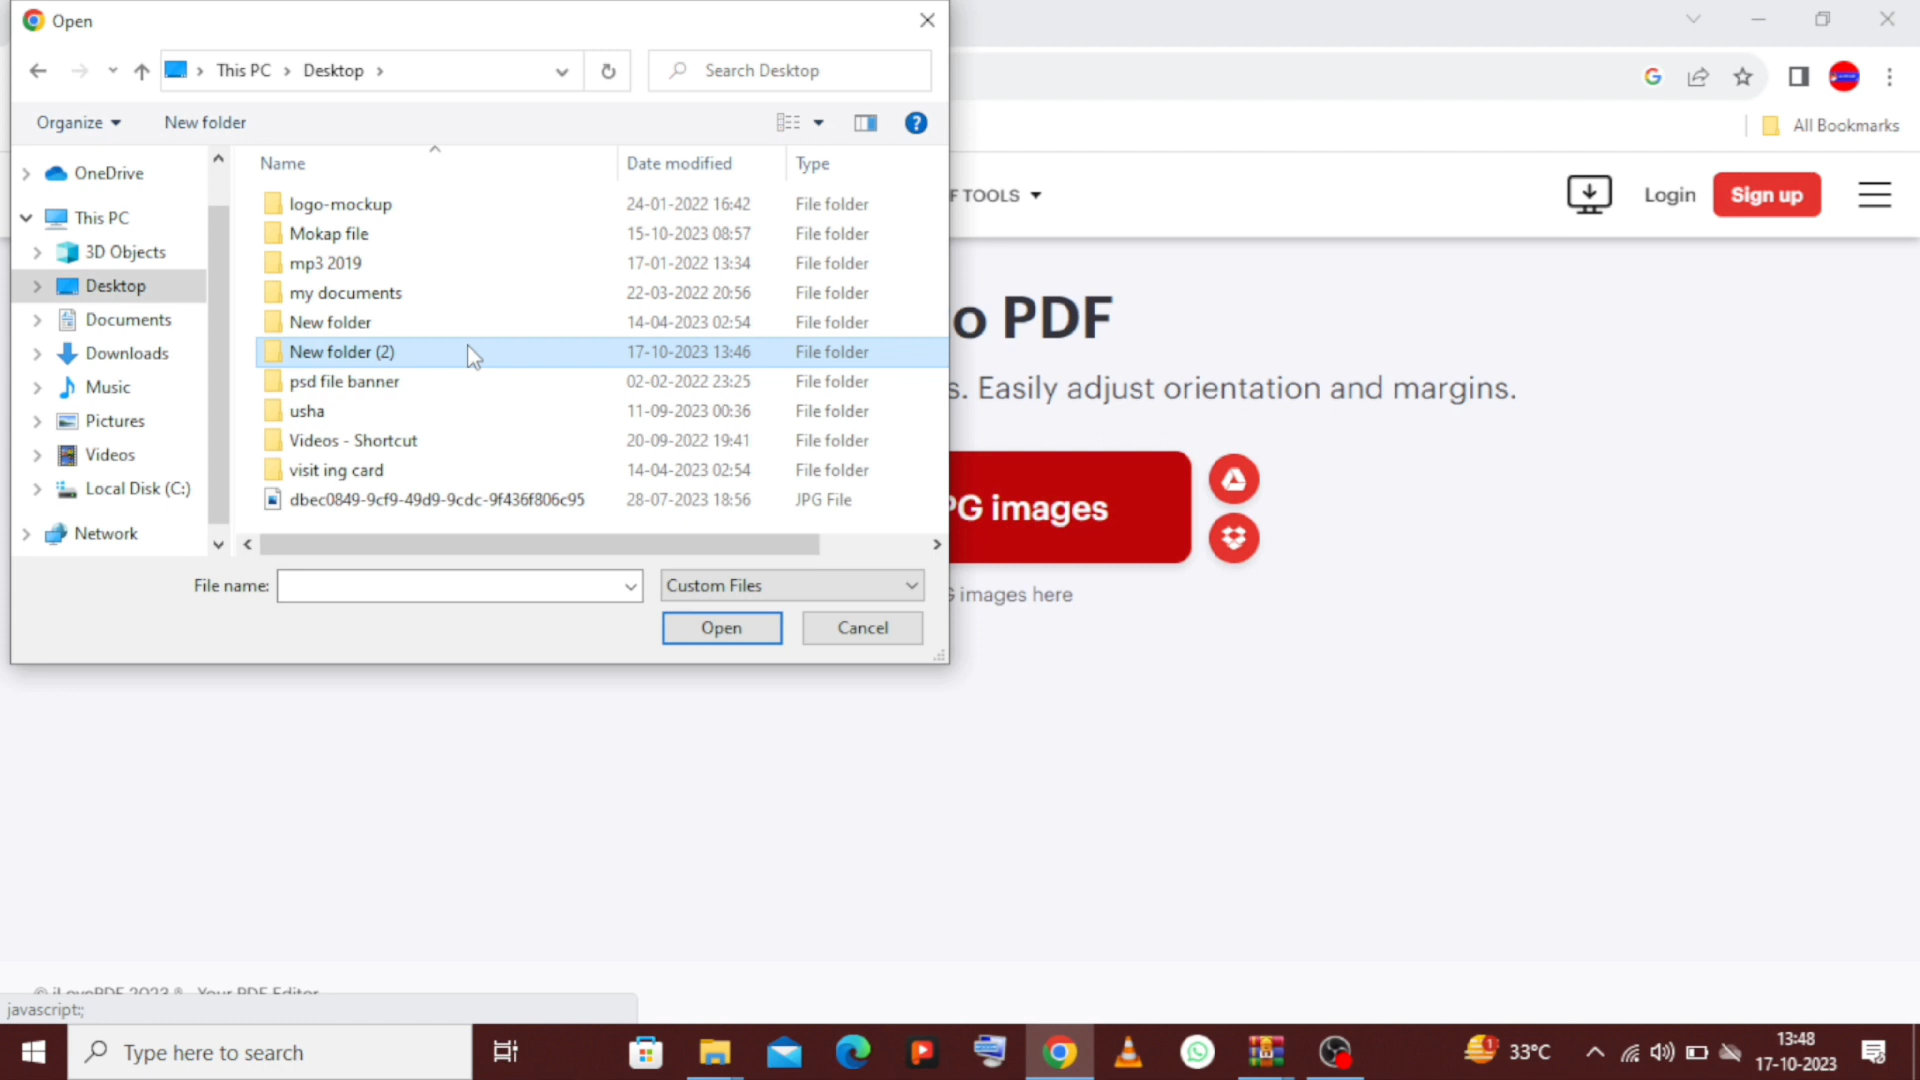 Open
This PC > Desktop >
Search Desktop
Organize
New folder
Name
Date modified
Type
OneDrive
This PC
3D Objects
Desktop
Documents
Downloads
Music
Pictures
Videos
Local Disk (C:)
Network
logo-mockup 24-01-2022 16:42 File folder
Mokap file 15-10-2023 08:57 File folder
mp3 2019 17-01-2022 13:34 File folder
my documents 22-03-2022 20:56 File folder
New folder 14-04-2023 02:54 File folder
New folder (2) 17-10-2023 13:46 File folder
psd file banner 02-02-2022 23:25 File folder
usha 11-09-2023 00:36 File folder
Videos - Shortcut 20-09-2022 19:41 File folder
visit ing card 14-04-2023 02:54 File folder
dbec0849-9cf9-49d9-9cdc-9f436f806c95 28-07-2023 18:56 JPG File
File name:
Custom Files
Open
Cancel
All Bookmarks
F TOOLS
Login
Sign up
o PDF
s. Easily adjust orientation and margins.
PG images
images here
© iLovePDF 2023 ® - Your PDF Editor
javascript:;
Type here to search
33°C
13:48
17-10-2023